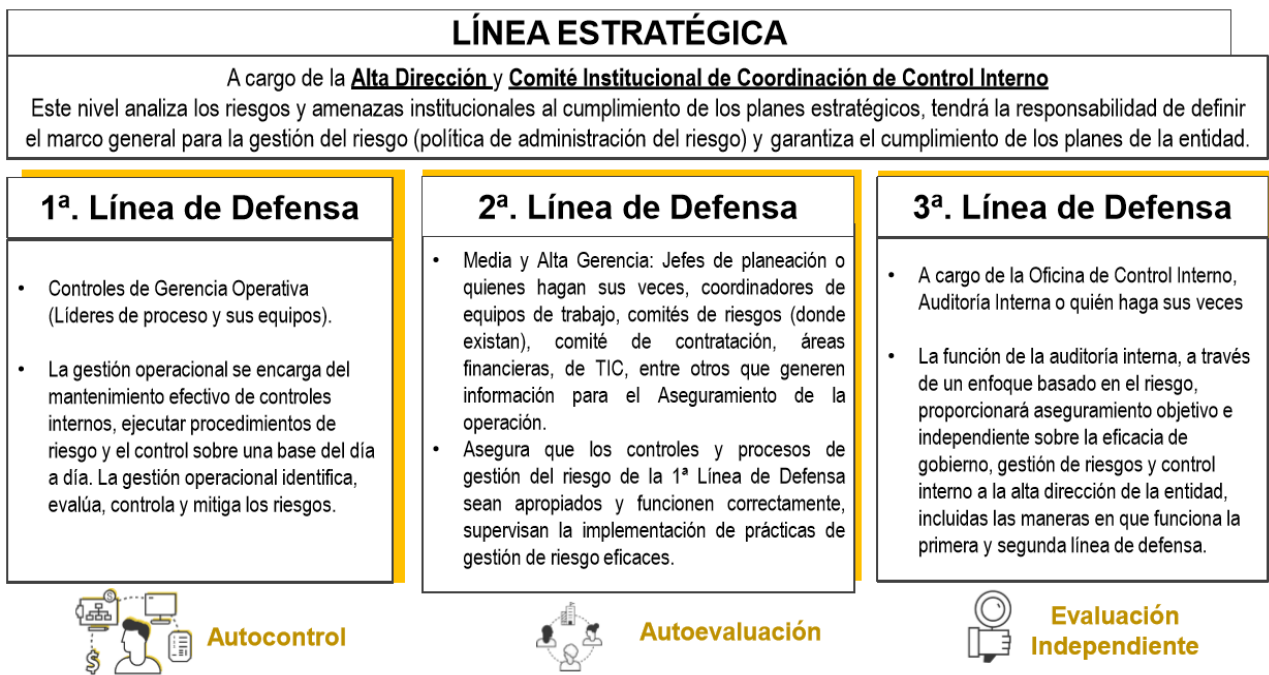 LÍNEA ESTRATÉGICA
A cargo de la Alta Dirección y Comité Institucional de Coordinación de Control Interno
Este nivel analiza los riesgos y amenazas institucionales al cumplimiento de los planes estratégicos, tendrá la responsabilidad de definir
el marco general para la gestión del riesgo (política de administración del riesgo) y garantiza el cumplimiento de los planes de la entidad.
1ª. Línea de Defensa
• Controles de Gerencia Operativa
(Líderes de proceso y sus equipos).
• La gestión operacional se encarga del
mantenimiento efectivo de controles
internos, ejecutar procedimientos de
riesgo y el control sobre una base del día
a día. La gestión operacional identifica,
evalúa, controla y mitiga los riesgos.
Autocontrol
2ª. Línea de Defensa
• Media y Alta Gerencia: Jefes de planeación o
quienes hagan sus veces, coordinadores de
equipos de trabajo, comités de riesgos (donde
existan), comité de contratación, áreas
financieras, de TIC, entre otros que generen
información para el Aseguramiento de la
operación.
• Asegura que los controles y procesos de
gestión del riesgo de la 1ª Línea de Defensa
sean apropiados y funcionen correctamente,
supervisan la implementación de prácticas de
gestión de riesgo eficaces.
Autoevaluación
3ª. Línea de Defensa
• A cargo de la Oficina de Control Interno,
Auditoría Interna o quién haga sus veces
• La función de la auditoría interna, a través
de un enfoque basado en el riesgo,
proporcionará aseguramiento objetivo e
independiente sobre la eficacia de
gobierno, gestión de riesgos y control
interno a la alta dirección de la entidad,
incluidas las maneras en que funciona la
primera y segunda línea de defensa.
Evaluación
Independiente